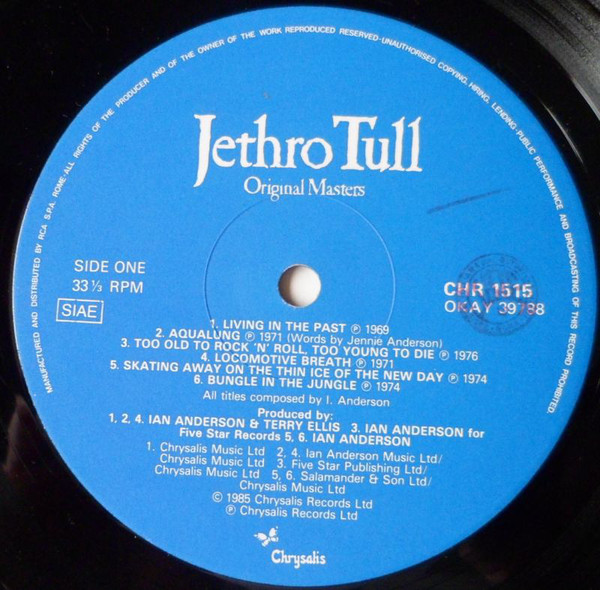 MANUFACTURED AND DISTRIBUTED BY RCA S.P.A. ROME·ALL RIGHTS OF THE PRODUCER AND OF THE OWNER OF THE WORK REPRODUCED RESERVED·UNAUTHORISED COPYING, HIRING, LENDING·PUBLIC PERFORMANCE AND BROADCASTING OF THIS RECORD PROHIBITED.
Jethro Tull
Original Masters
SIDE ONE
33 ⅓ RPM
SIAE
CHR 1515
OKAY 39788
1. LIVING IN THE PAST Ⓟ 1969
2. AQUALUNG Ⓟ 1971 (Words by Jennie Anderson)
3. TOO OLD TO ROCK 'N' ROLL, TOO YOUNG TO DIE Ⓟ 1976
4. LOCOMOTIVE BREATH Ⓟ 1971
5. SKATING AWAY ON THE THIN ICE OF THE NEW DAY Ⓟ 1974
6. BUNGLE IN THE JUNGLE Ⓟ 1974
All titles composed by I. Anderson
Produced by:
1, 2, 4. IAN ANDERSON & TERRY ELLIS 3. IAN ANDERSON for
Five Star Records 5, 6. IAN ANDERSON
1. Chrysalis Music Ltd 2, 4. Ian Anderson Music Ltd/
Chrysalis Music Ltd 3. Five Star Publishing Ltd/
Chrysalis Music Ltd 5, 6. Salamander & Son Ltd/
Chrysalis Music Ltd
© 1985 Chrysalis Records Ltd
Ⓟ Chrysalis Records Ltd
Chrysalis